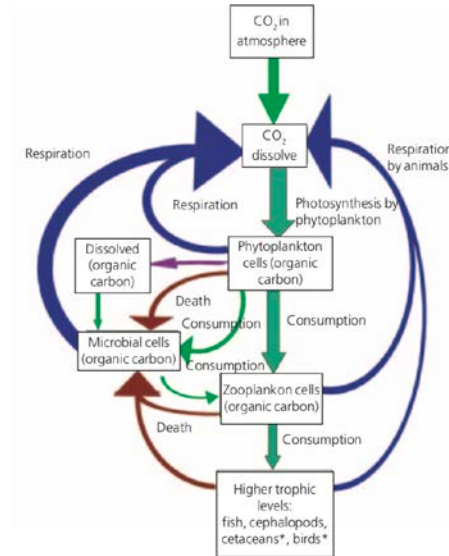 CO2 in
atmosphere
CO2
dissolve
Respiration
Respiration
by animals
Respiration
Photosynthesis by
phytoplankton
Dissolved
(organic carbon)
Phytoplankton
cells (organic
carbon)
Death
Consumption
Consumption
Microbial cells
(organic carbon)
Consumption
Zooplankon cells
(organic carbon)
Death
Consumption
Higher trophic
levels:
fish, cephalopods,
cetaceans*, birds*